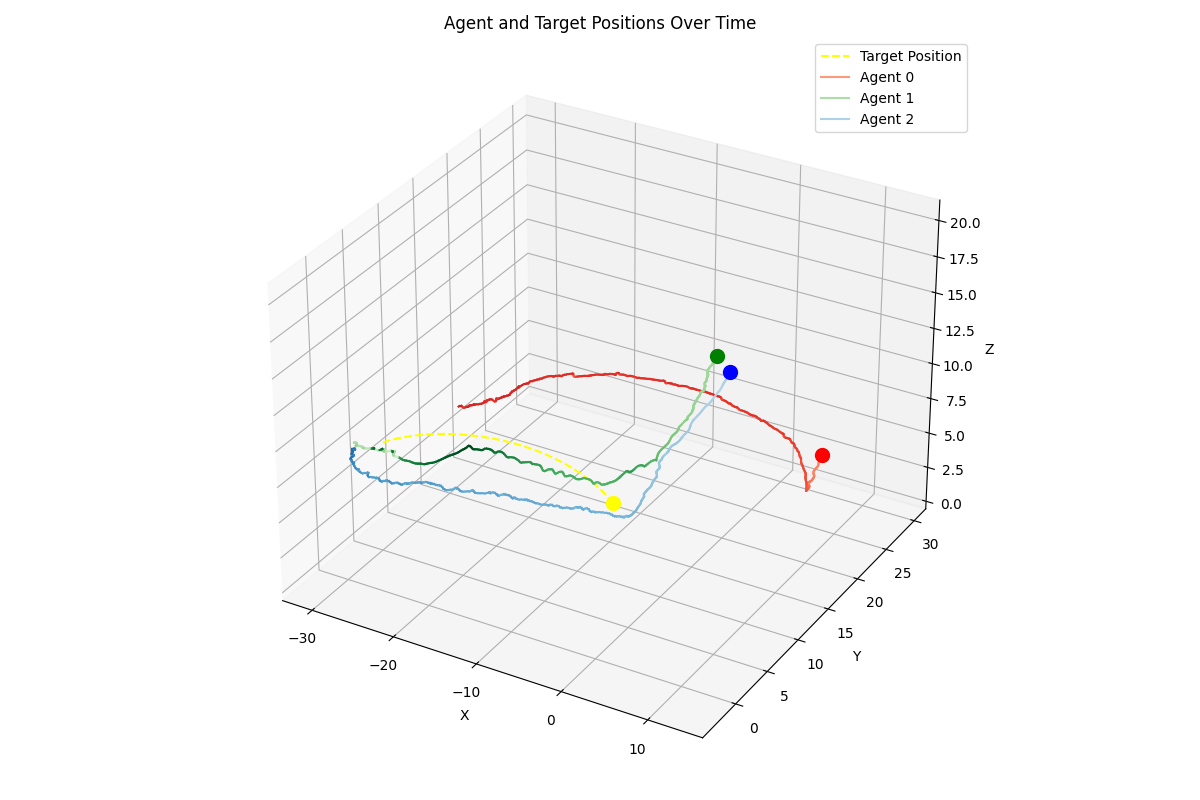 Agent and Target Positions Over Time
Target Position
Agent 0
Agent 1
Agent 2
20.0
17.5
15.0
12.5
10.0
7.5
5.0
2.5
0.0
Z
30
25
20
15
10
5
0
Y
−30
−20
−10
0
10
X